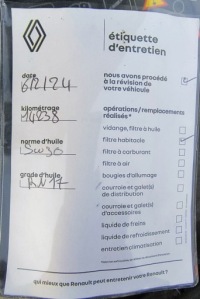 étiquette
d'entretien
date
6/12/24
nous avons procédé
à la révision de
votre véhicule
kilométrage
14238
opérations/remplacements
réalisés*
vidange, filtre à huile
norme d'huile
5W30
filtre habitacle
filtre à carburant
filtre à air
grade d'huile
RN17
bougies d'allumage
courroie et galet(s)
de distribution
courroie et galet(s)
d'accessoires
liquide de freins
liquide de refroidissement
entretien climatisation
qui mieux que Renault peut entretenir votre Renault ?